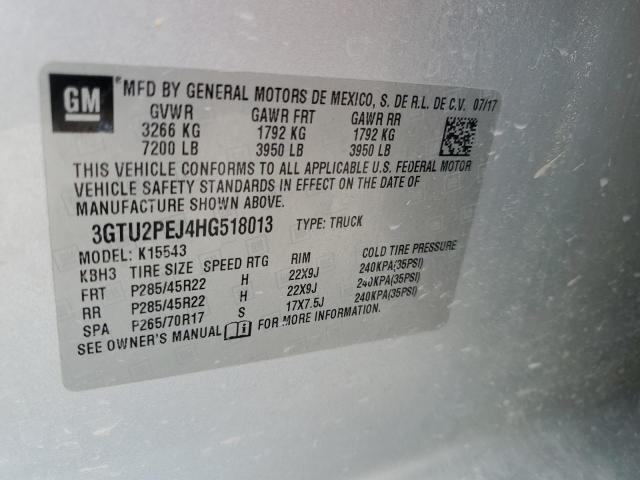 GM
MFD BY GENERAL MOTORS DE MEXICO, S. DE R.L. DE C.V. 07/17
GVWR GAWR FRT GAWR RR
3266 KG 1792 KG 1792 KG
7200 LB 3950 LB 3950 LB
THIS VEHICLE CONFORMS TO ALL APPLICABLE U.S. FEDERAL MOTOR
VEHICLE SAFETY STANDARDS IN EFFECT ON THE DATE OF
MANUFACTURE SHOWN ABOVE.
3GTU2PEJ4HG518013 TYPE: TRUCK
MODEL: K15543
KBH3 TIRE SIZE SPEED RTG RIM COLD TIRE PRESSURE
FRT P285/45R22 H 22X9J 240KPA(35PSI)
RR P285/45R22 H 22X9J 240KPA(35PSI)
SPA P265/70R17 S 17X7.5J 240KPA(35PSI)
SEE OWNER'S MANUAL FOR MORE INFORMATION.